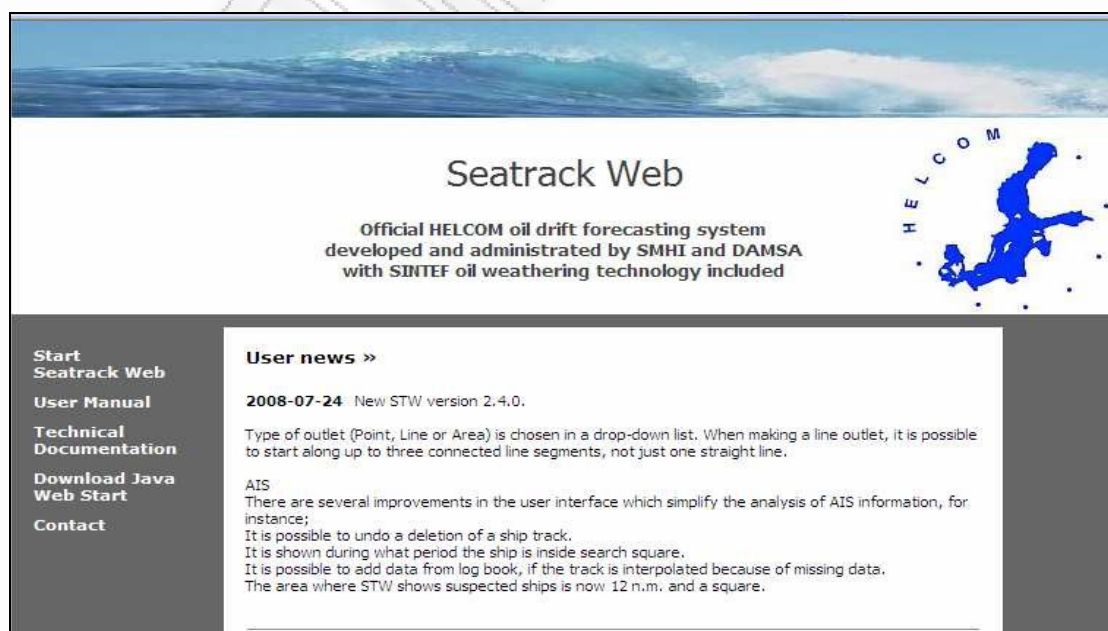 HELCOM
Seatrack Web
Official HELCOM oil drift forecasting system
developed and administrated by SMHI and DAMSA
with SINTEF oil weathering technology included
Start
Seatrack Web
User Manual
Technical
Documentation
Download Java
Web Start
Contact
User news »
2008-07-24 New STW version 2.4.0.
Type of outlet (Point, Line or Area) is chosen in a drop-down list. When making a line outlet, it is possible
to start along up to three connected line segments, not just one straight line.
AIS
There are several improvements in the user interface which simplify the analysis of AIS information, for
instance;
It is possible to undo a deletion of a ship track.
It is shown during what period the ship is inside search square.
It is possible to add data from log book, if the track is interpolated because of missing data.
The area where STW shows suspected ships is now 12 n.m. and a square.